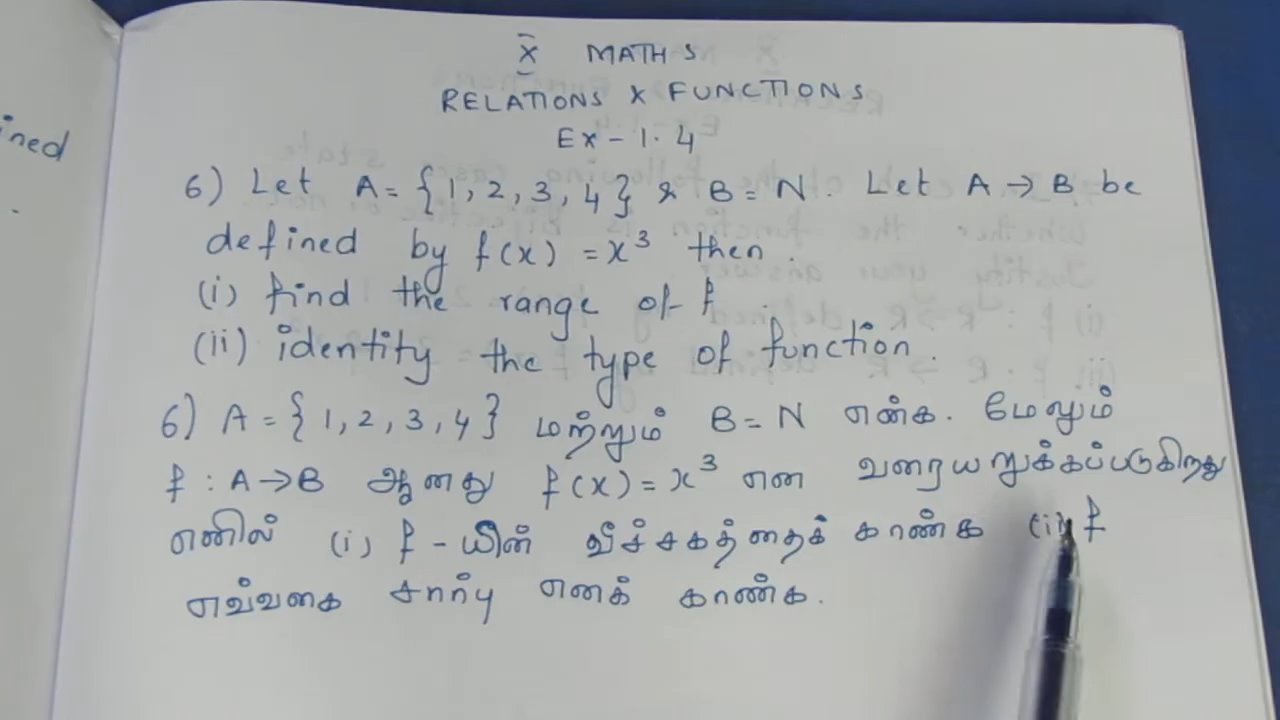 ined
X MATHS
RELATIONS & FUNCTIONS
Ex - 1.4
6) Let A = {1, 2, 3, 4} & B = N. Let A → B be
defined by f(x) = x³ then.
(i) find the range of f
(ii) identity the type of function.
6) A = {1, 2, 3, 4} மற்றும் B = N என்க. மேலும்
f : A → B ஆனது f(x) = x³ என வரையறுக்கப்படுகிறது
எனில் (i) f - யின் வீச்சகத்தைக் காண்க (ii) f
எவ்வகை சார்பு எனக் காண்க.